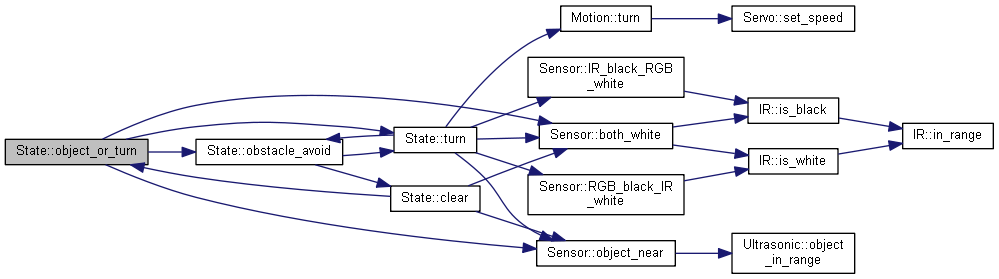 State::object_or_turn
State::obstacle_avoid
State::turn
State::clear
Motion::turn
Sensor::IR_black_RGB
_white
Sensor::both_white
Sensor::RGB_black_IR
_white
Sensor::object_near
Servo::set_speed
IR::is_black
IR::is_white
Ultrasonic::object
_in_range
IR::in_range